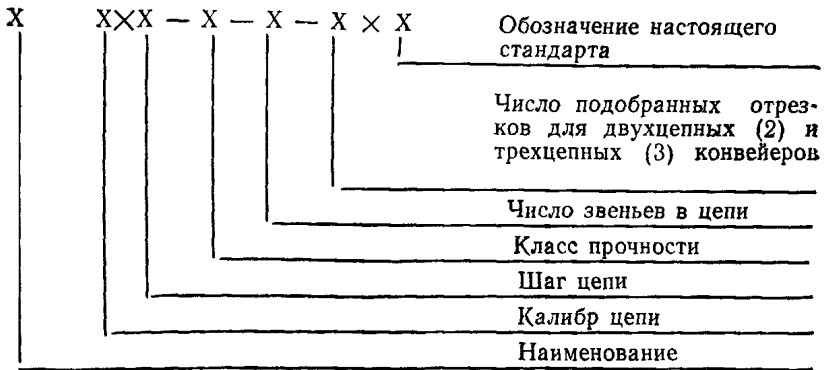 X X×X — X — X — X × X
Обозначение настоящего
стандарта
Число подобранных отрез-
ков для двухцепных (2) и
трехцепных (3) конвейеров
Число звеньев в цепи
Класс прочности
Шаг цепи
Калибр цепи
Наименование